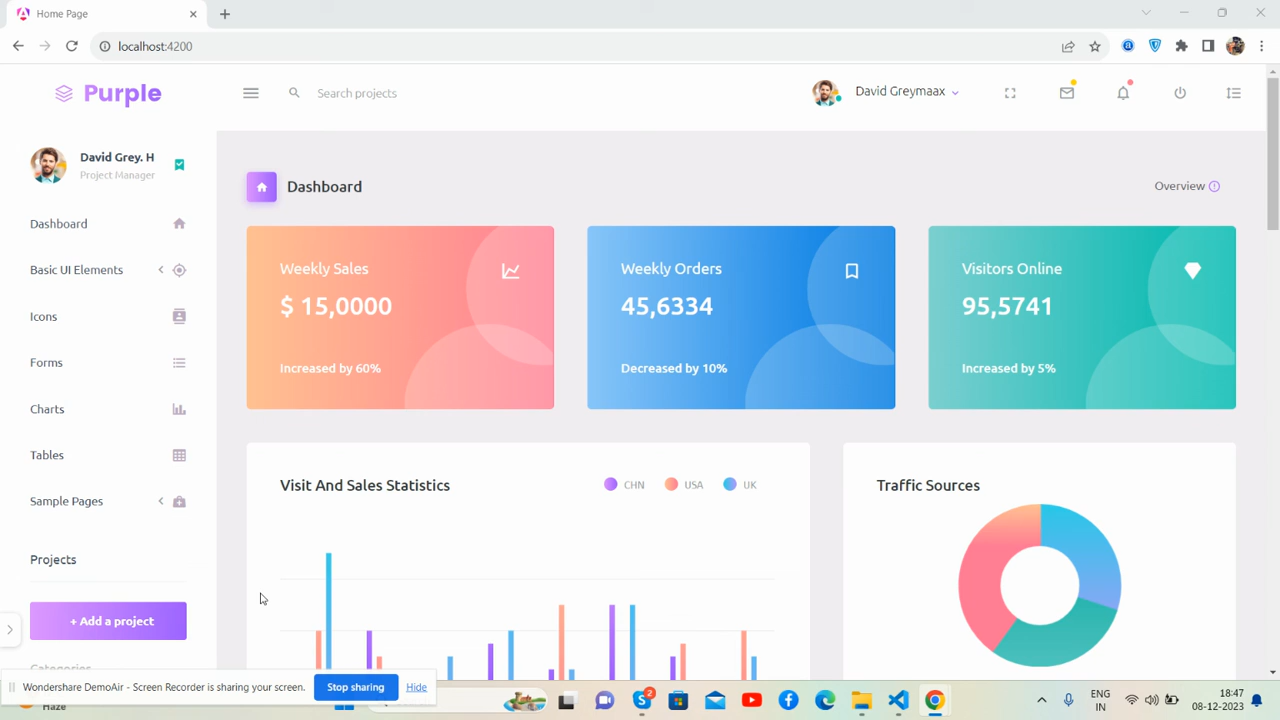 Home Page
localhost:4200
Purple
Search projects
David Greymaax
David Grey. H
Project Manager
Dashboard
Basic UI Elements
Icons
Forms
Charts
Tables
Sample Pages
Projects
+ Add a project
Categories
Dashboard
Overview
Weekly Sales
$ 15,0000
Increased by 60%
Weekly Orders
45,6334
Decreased by 10%
Visitors Online
95,5741
Increased by 5%
Visit And Sales Statistics
CHN USA UK
Traffic Sources
Wondershare DemoAir - Screen Recorder is sharing your screen.
Stop sharing
Hide
Haze
2
ENG
IN
18:47
08-12-2023